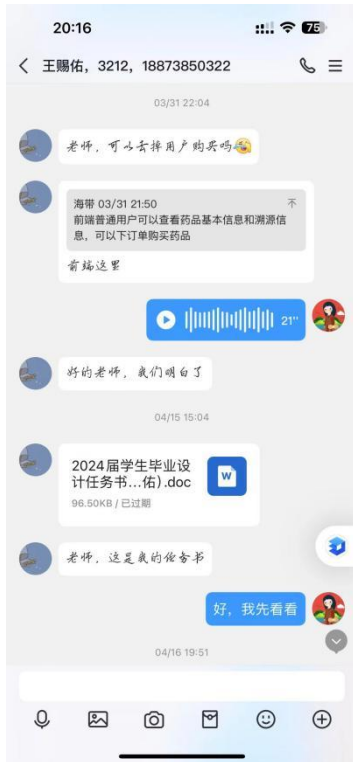 20:16
75
王赐佑，3212，18873850322
03/31 22:04
老师，可以去掉用户购买吗
海带 03/31 21:50
前端普通用户可以查看药品基本信息和溯源信
息，可以下订单购买药品
前端这里
21"
好的老师，我们明白了
04/15 15:04
2024届学生毕业设
计任务书...佑).doc
W
96.50KB / 已过期
老师，这是我的任务书
好，我先看看
04/16 19:51